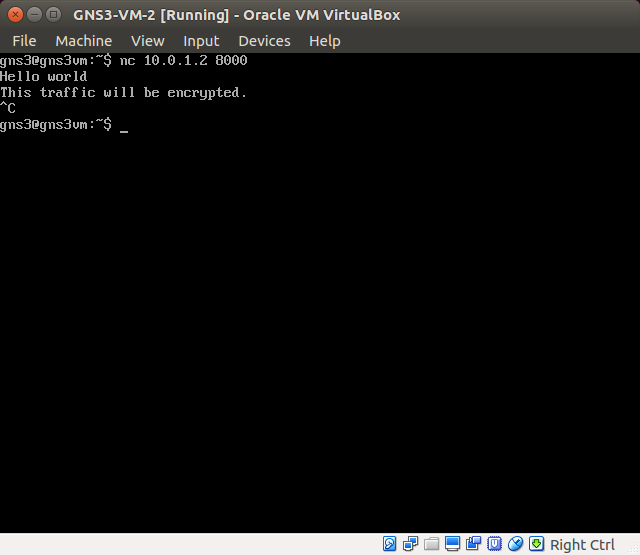 GNS3-VM-2 [Running] - Oracle VM VirtualBox
File Machine View Input Devices Help
gns3@gns3vm:~$ nc 10.0.1.2 8000
Hello world
This traffic will be encrypted.
^C
gns3@gns3vm:~$ _
Right Ctrl